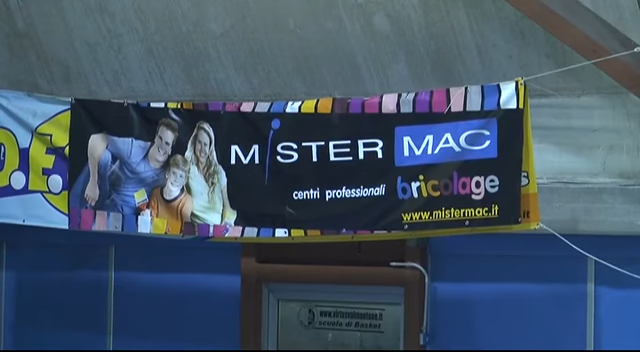 D.E.
MISTER MAC
centri professionali bricolage
www.mistermac.it
scuola di Basket